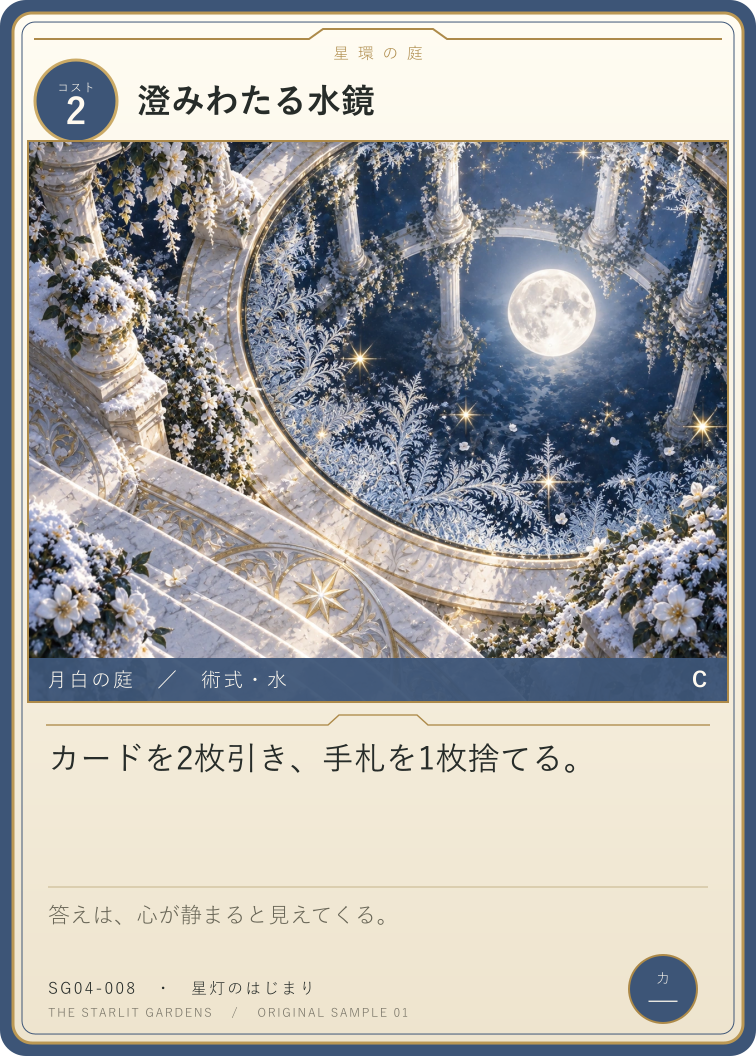 星環の庭
コスト
2
澄みわたる水鏡
月白の庭 ／ 術式・水
C
カードを2枚引き、手札を1枚捨てる。
答えは、心が静まると見えてくる。
SG04-008 ・ 星灯のはじまり
THE STARLIT GARDENS / ORIGINAL SAMPLE 01
力
—